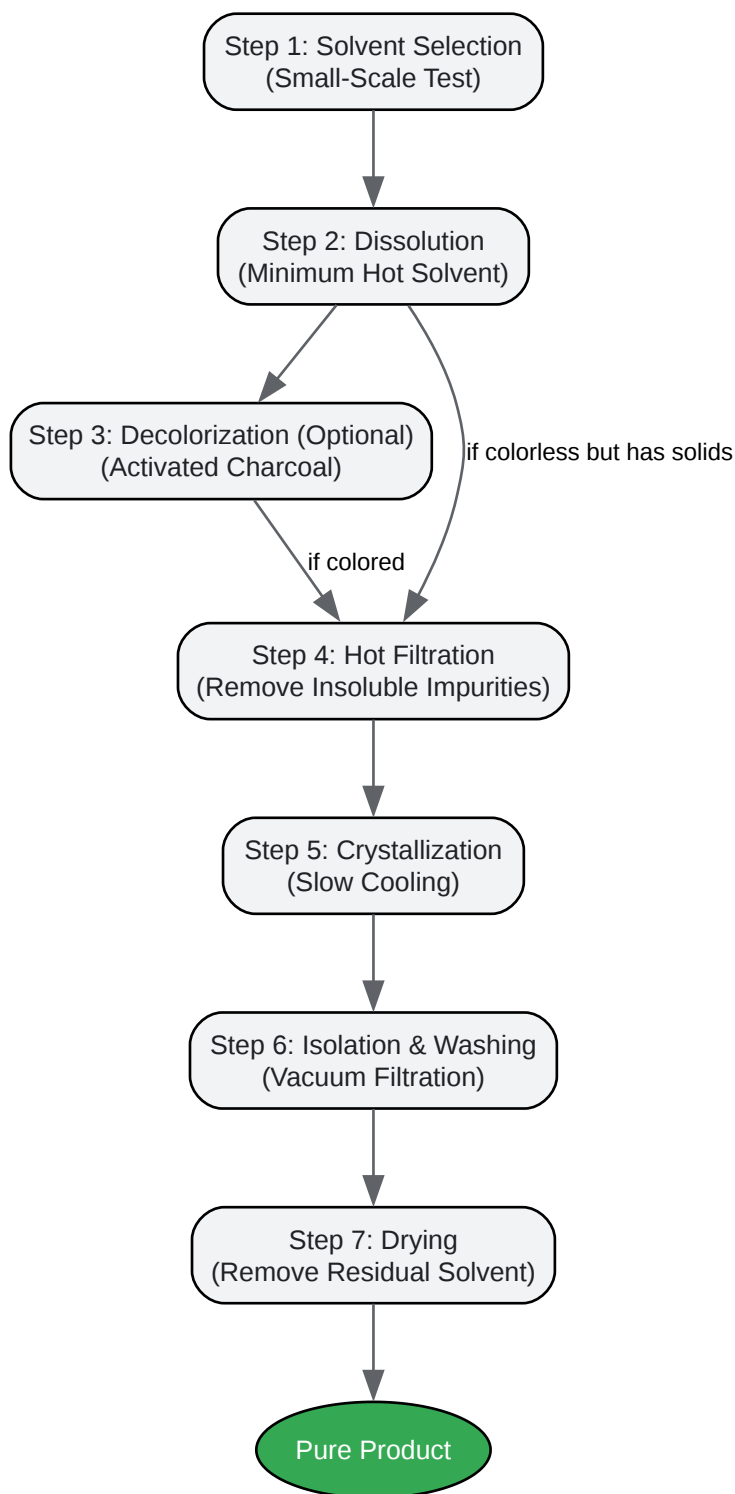 Step 1: Solvent Selection
(Small-Scale Test)
Step 2: Dissolution
(Minimum Hot Solvent)
Step 3: Decolorization (Optional)
(Activated Charcoal)
if colorless but has solids
if colored
Step 4: Hot Filtration
(Remove Insoluble Impurities)
Step 5: Crystallization
(Slow Cooling)
Step 6: Isolation & Washing
(Vacuum Filtration)
Step 7: Drying
(Remove Residual Solvent)
Pure Product